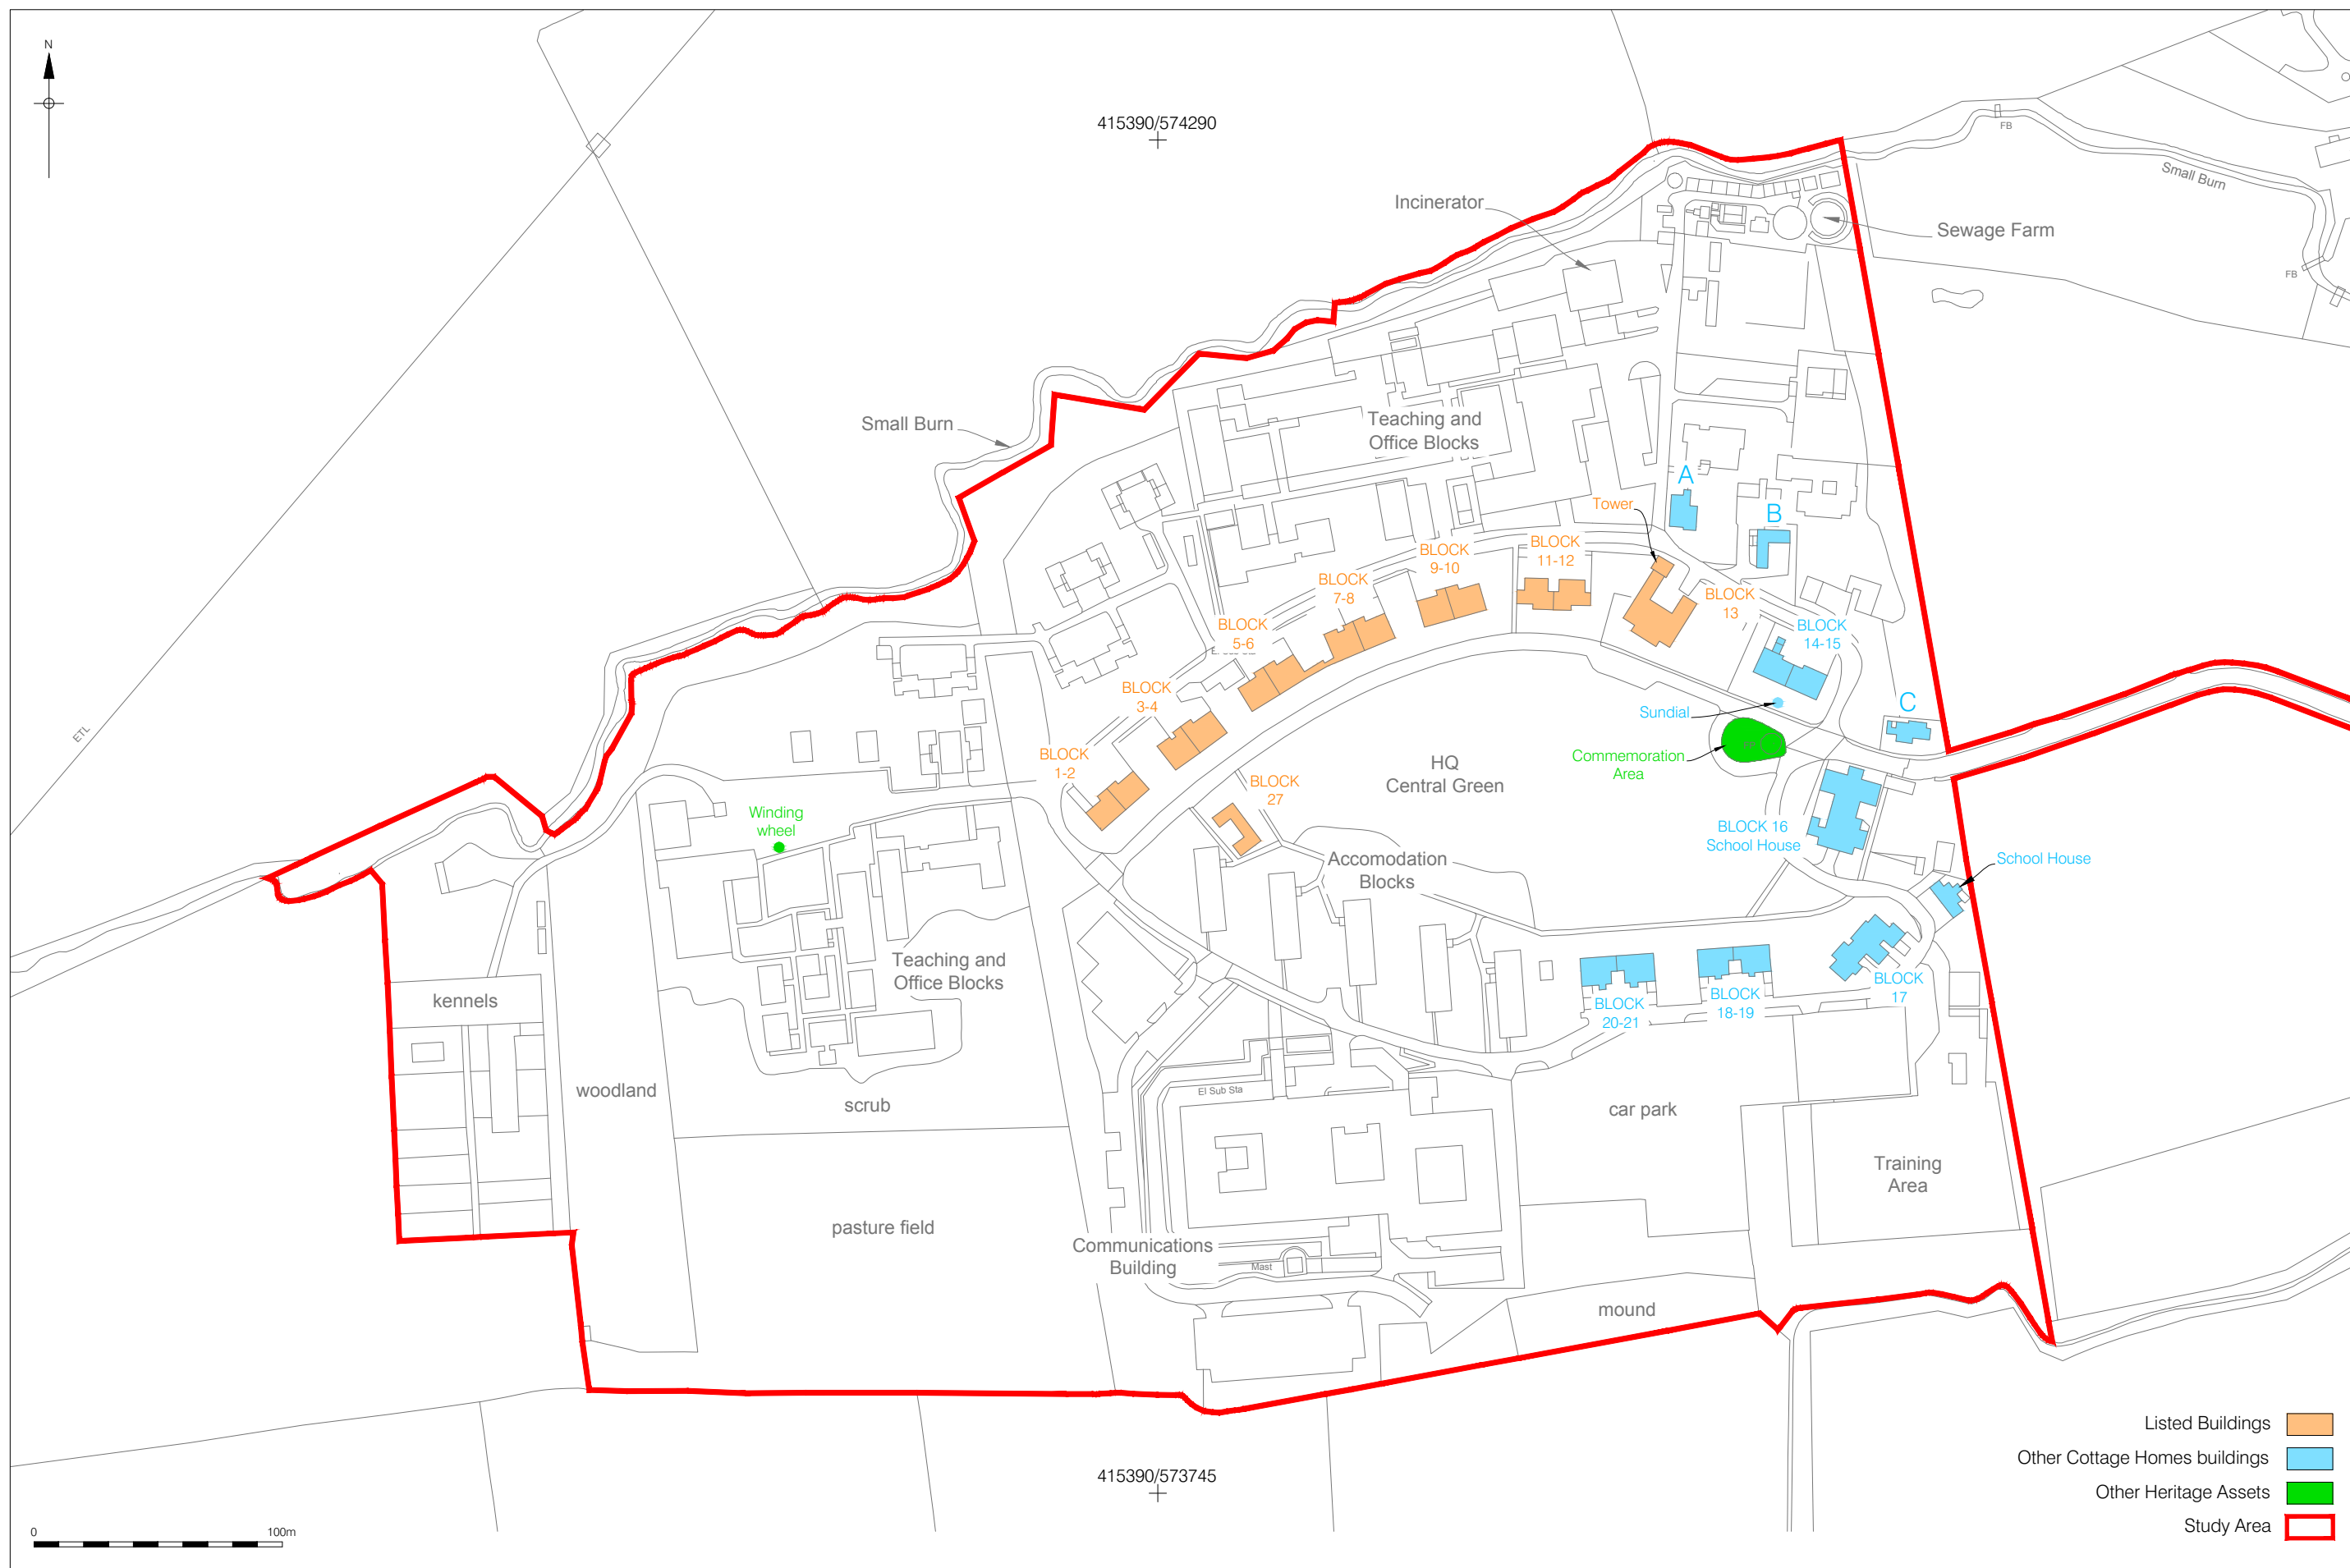 N
415390/574290
FB
Small Burn
Incinerator
Sewage Farm
FB
Small Burn
Teaching and
Office Blocks
A
Tower
B
BLOCK
11-12
BLOCK
9-10
BLOCK
7-8
BLOCK
13
BLOCK
5-6
BLOCK
14-15
BLOCK
3-4
C
Sundial
ETL
BLOCK
1-2
Commemoration
Area
FP
HQ
Central Green
BLOCK
27
Winding
wheel
BLOCK 16
School House
School House
Accomodation
Blocks
Teaching and
Office Blocks
BLOCK
17
kennels
BLOCK
18-19
BLOCK
20-21
woodland
El Sub Sta
scrub
car park
Training
Area
pasture field
Communications
Building
Mast
mound
Listed Buildings
Other Cottage Homes buildings
415390/573745
Other Heritage Assets
Study Area
0
100m